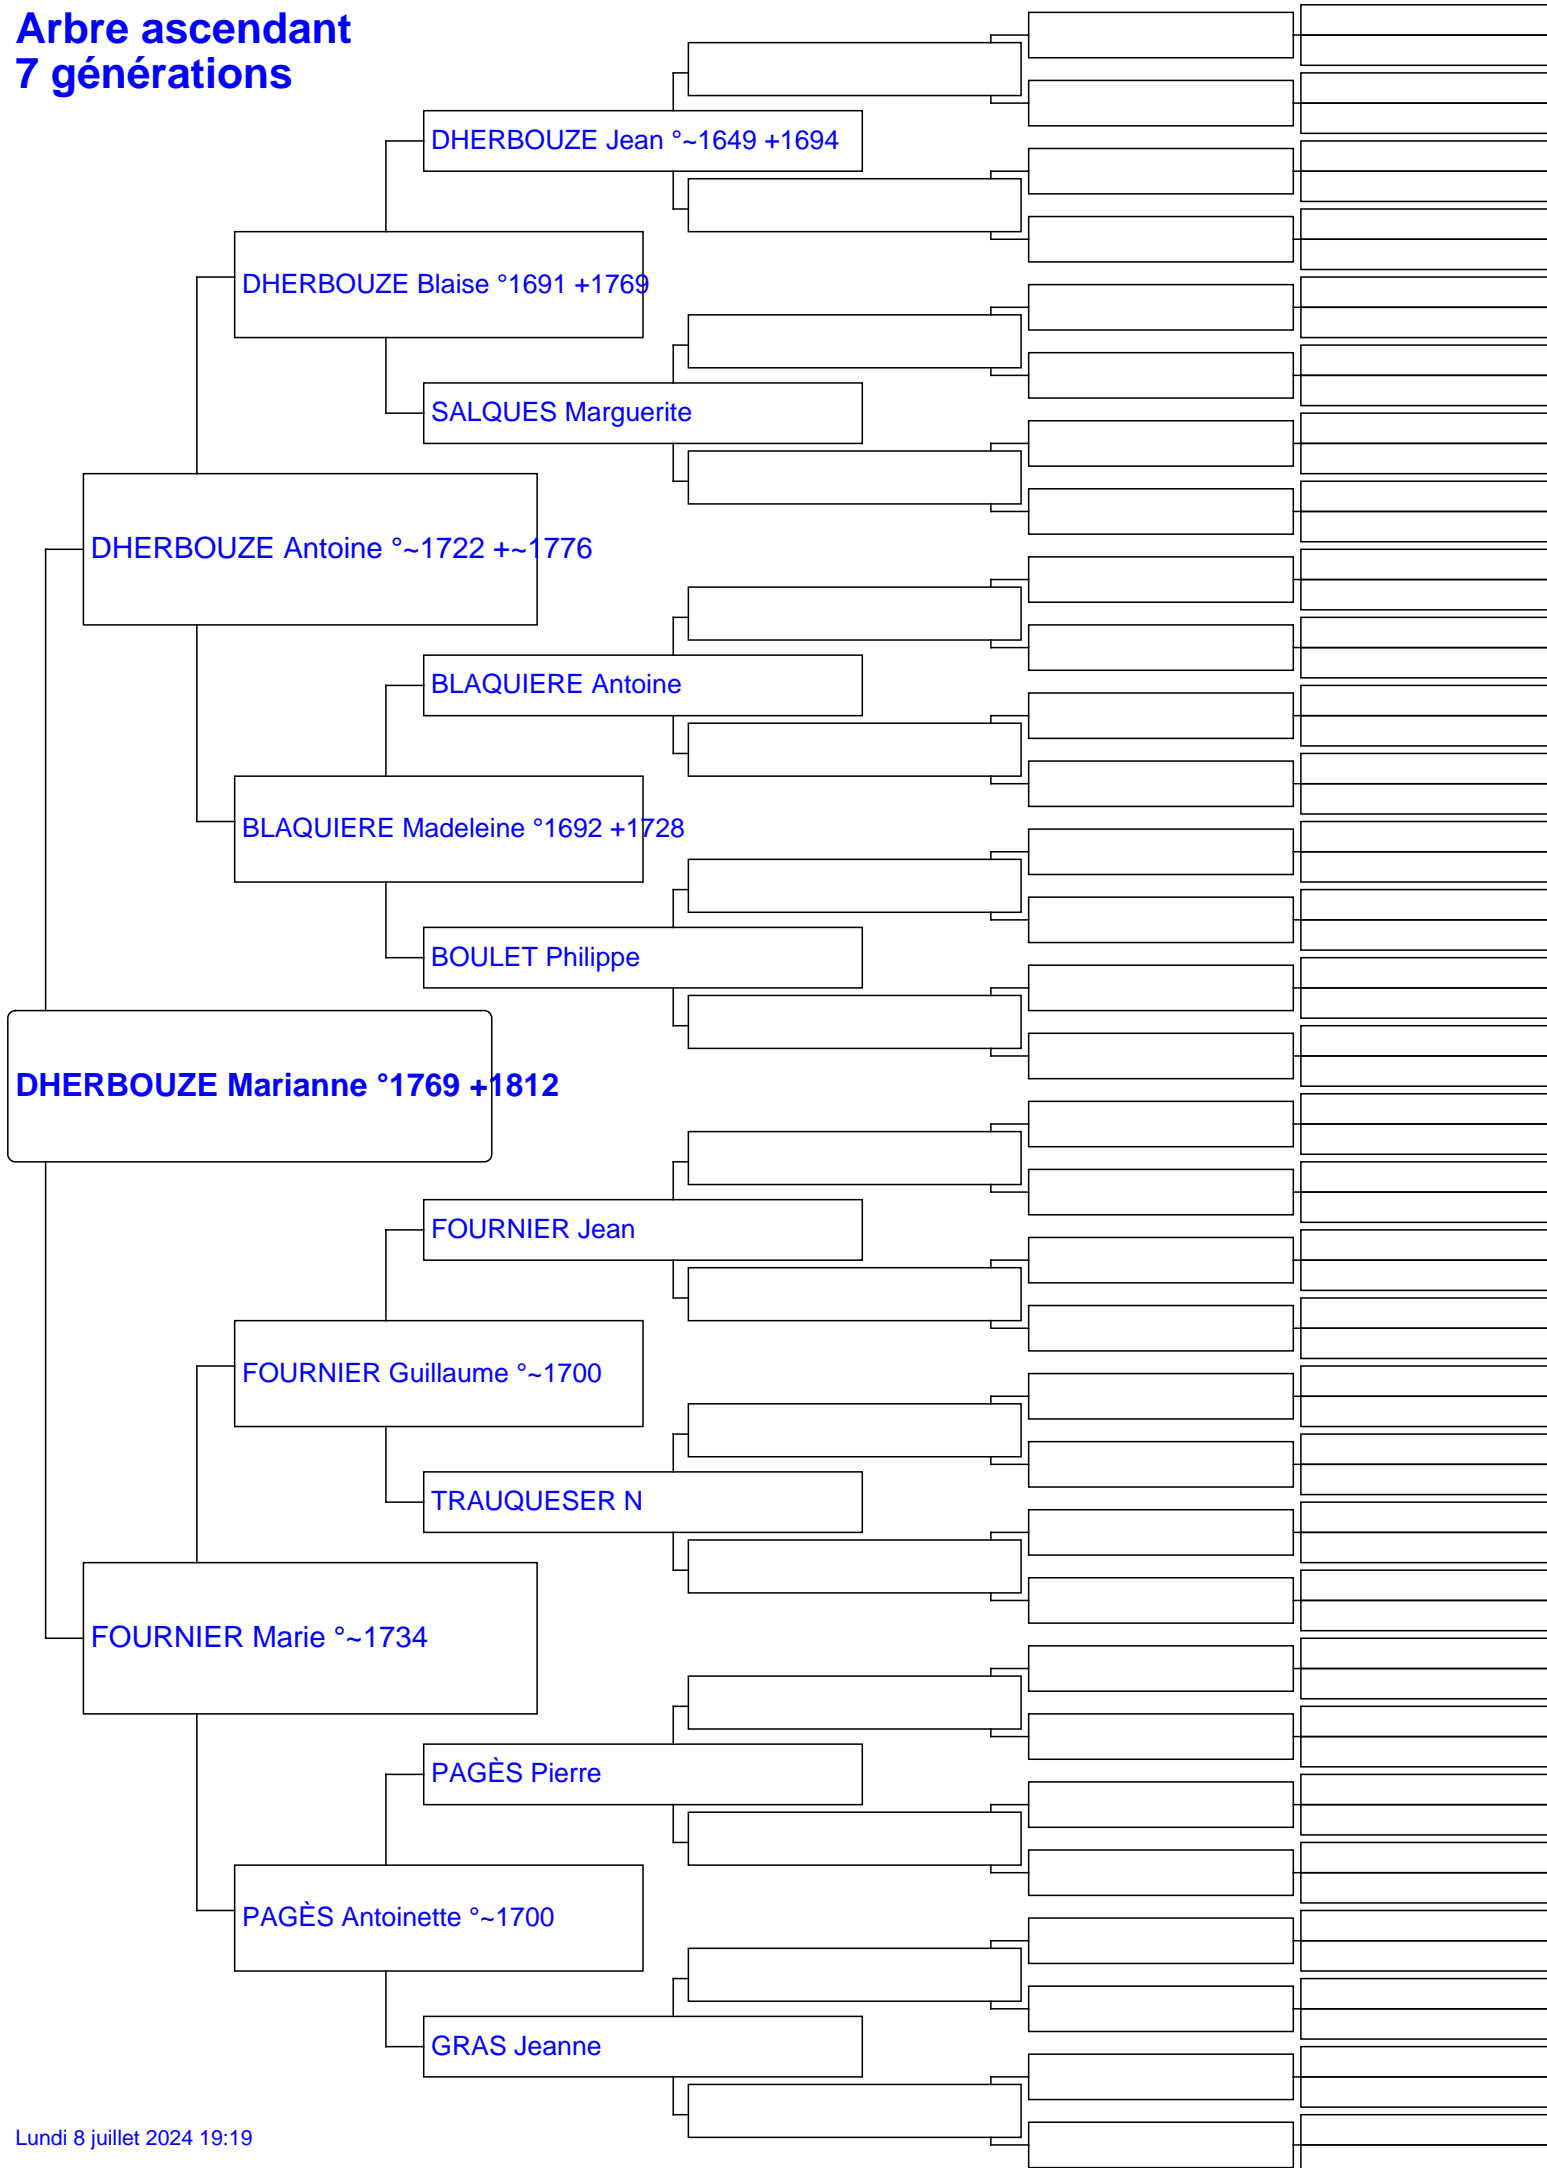 Arbre ascendant
7 générations
DHERBOUZE Jean °~1649 +1694
DHERBOUZE Blaise °1691 +1769
SALQUES Marguerite
DHERBOUZE Antoine °~1722 +~1776
BLAQUIERE Antoine
BLAQUIERE Madeleine °1692 +1728
BOULET Philippe
DHERBOUZE Marianne °1769 +1812
FOURNIER Jean
FOURNIER Guillaume °~1700
TRAUQUESER N
FOURNIER Marie °~1734
PAGÈS Pierre
PAGÈS Antoinette °~1700
GRAS Jeanne
Lundi 8 juillet 2024 19:19